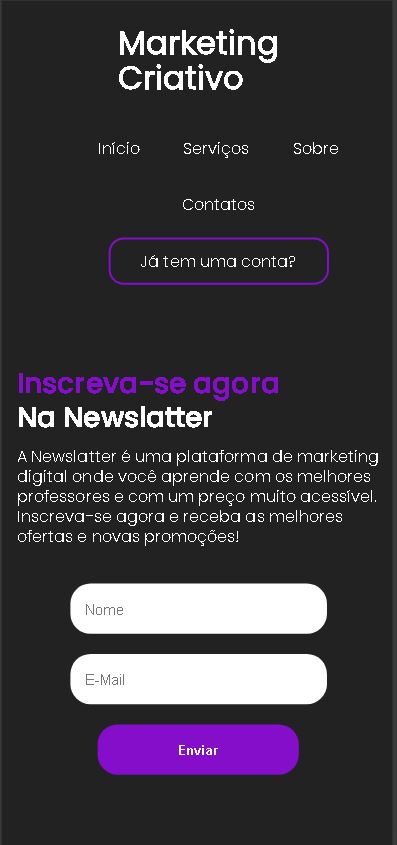 Marketing
Criativo
Início Serviços Sobre
Contatos
Já tem uma conta?
Inscreva-se agora
Na Newslatter
A Newslatter é uma plataforma de marketing
digital onde você aprende com os melhores
professores e com um preço muito acessível.
Inscreva-se agora e receba as melhores
ofertas e novas promoções!
Nome
E-Mail
Enviar